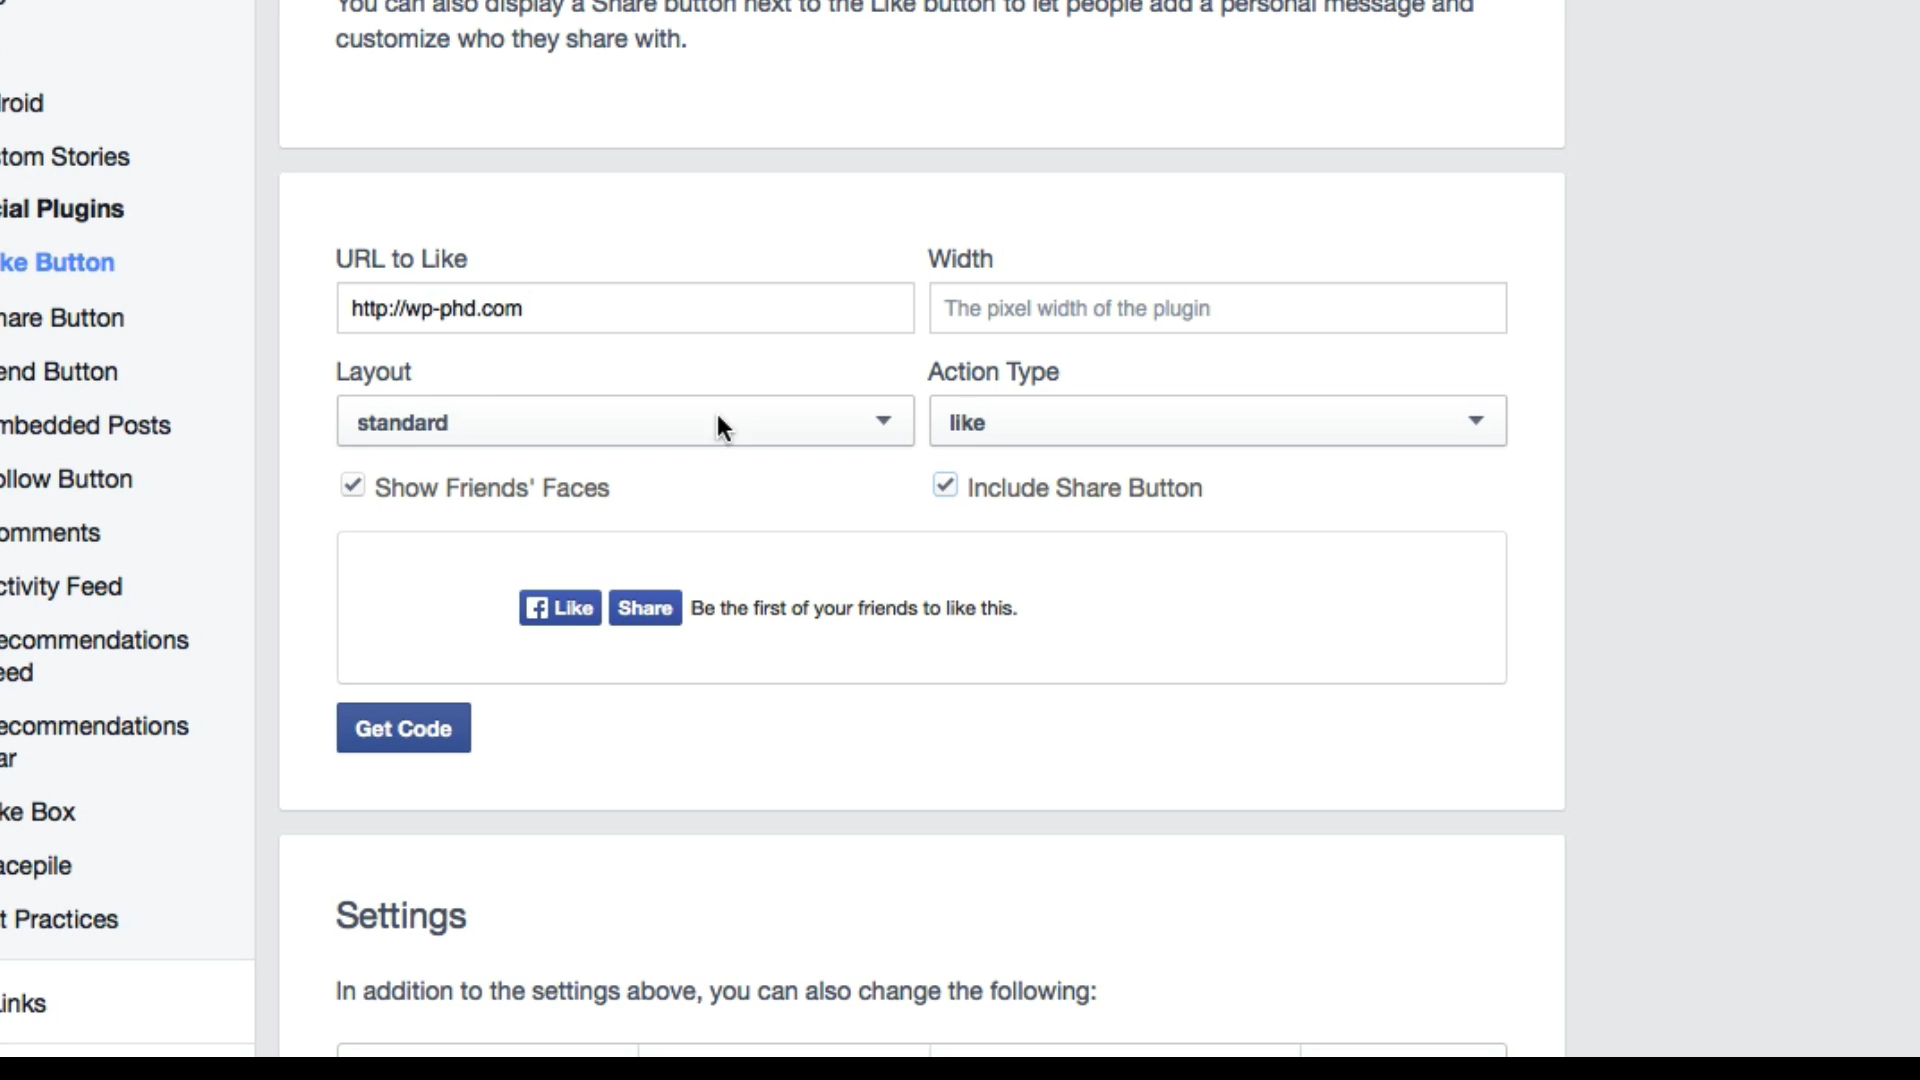 You can also display a Share button next to the Like button to let people add a personal message and
customize who they share with.
roid
tom Stories
ial Plugins
ke Button
are Button
end Button
mbedded Posts
ollow Button
omments
ctivity Feed
ecommendations
eed
ecommendations
ar
ke Box
acepile
t Practices
inks
URL to Like
Width
http://wp-phd.com
The pixel width of the plugin
Layout
Action Type
standard
like
Show Friends' Faces
Include Share Button
Like Share Be the first of your friends to like this.
Get Code
Settings
In addition to the settings above, you can also change the following: